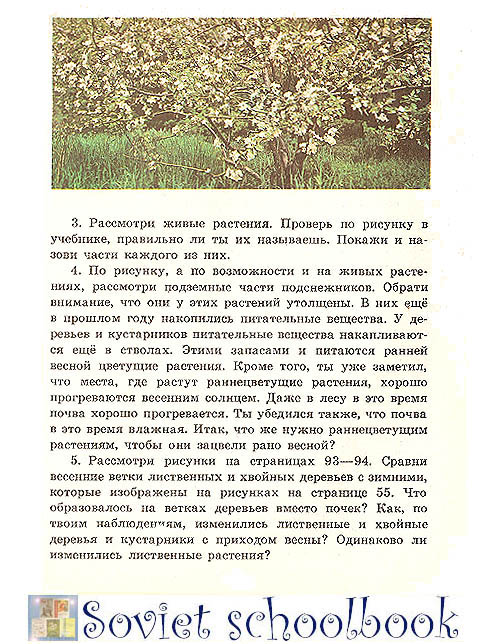 3. Рассмотри живые растения. Проверь по рисунку в
учебнике, правильно ли ты их называешь. Покажи и на-
зови части каждого из них.
4. По рисунку, а по возможности и на живых расте-
ниях, рассмотри подземные части подснежников. Обрати
внимание, что они у этих растений утолщены. В них ещё
в прошлом году накопились питательные вещества. У де-
ревьев и кустарников питательные вещества накапливают-
ся ещё в стволах. Этими запасами и питаются ранней
весной цветущие растения. Кроме того, ты уже заметил,
что места, где растут раннецветущие растения, хорошо
прогреваются весенним солнцем. Даже в лесу в это время
почва хорошо прогревается. Ты убедился также, что почва
в это время влажная. Итак, что же нужно раннецветущим
растениям, чтобы они зацвели рано весной?
5. Рассмотри рисунки на страницах 93—94. Сравни
весенние ветки лиственных и хвойных деревьев с зимними,
которые изображены на рисунках на странице 55. Что
образовалось на ветках деревьев вместо почек? Как, по
твоим наблюдениям, изменились лиственные и хвойные
деревья и кустарники с приходом весны? Одинаково ли
изменились лиственные растения?
Soviet schoolbook